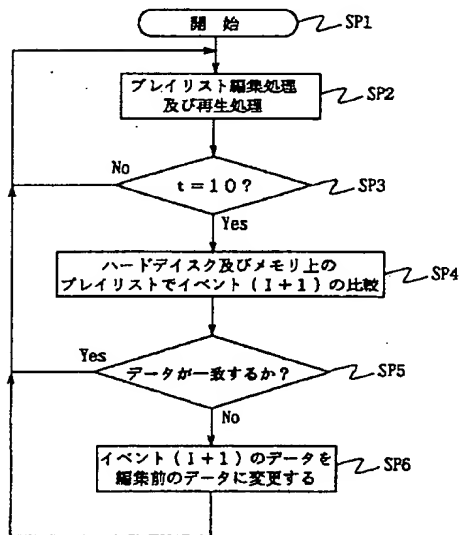 開始
SP1
プレイリスト編集処理
及び再生処理
SP2
No
t=10?
SP3
Yes
ハードディスク及びメモリ上の
プレイリストでイベント(I+1)の比較
SP4
Yes
データが一致するか?
SP5
No
イベント(I+1)のデータを
編集前のデータに変更する
SP6